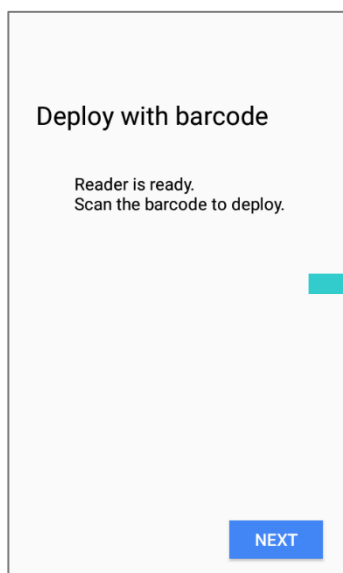 Deploy with barcode
Reader is ready.
Scan the barcode to deploy.
NEXT